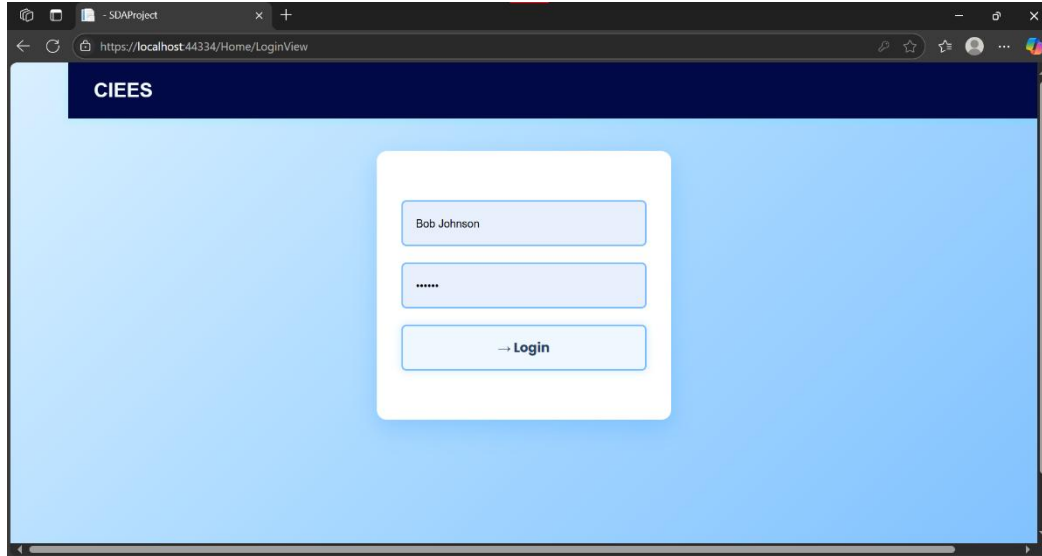 - SDAProject
https://localhost:44334/Home/LoginView
CIEES
Bob Johnson
••••••
→ Login